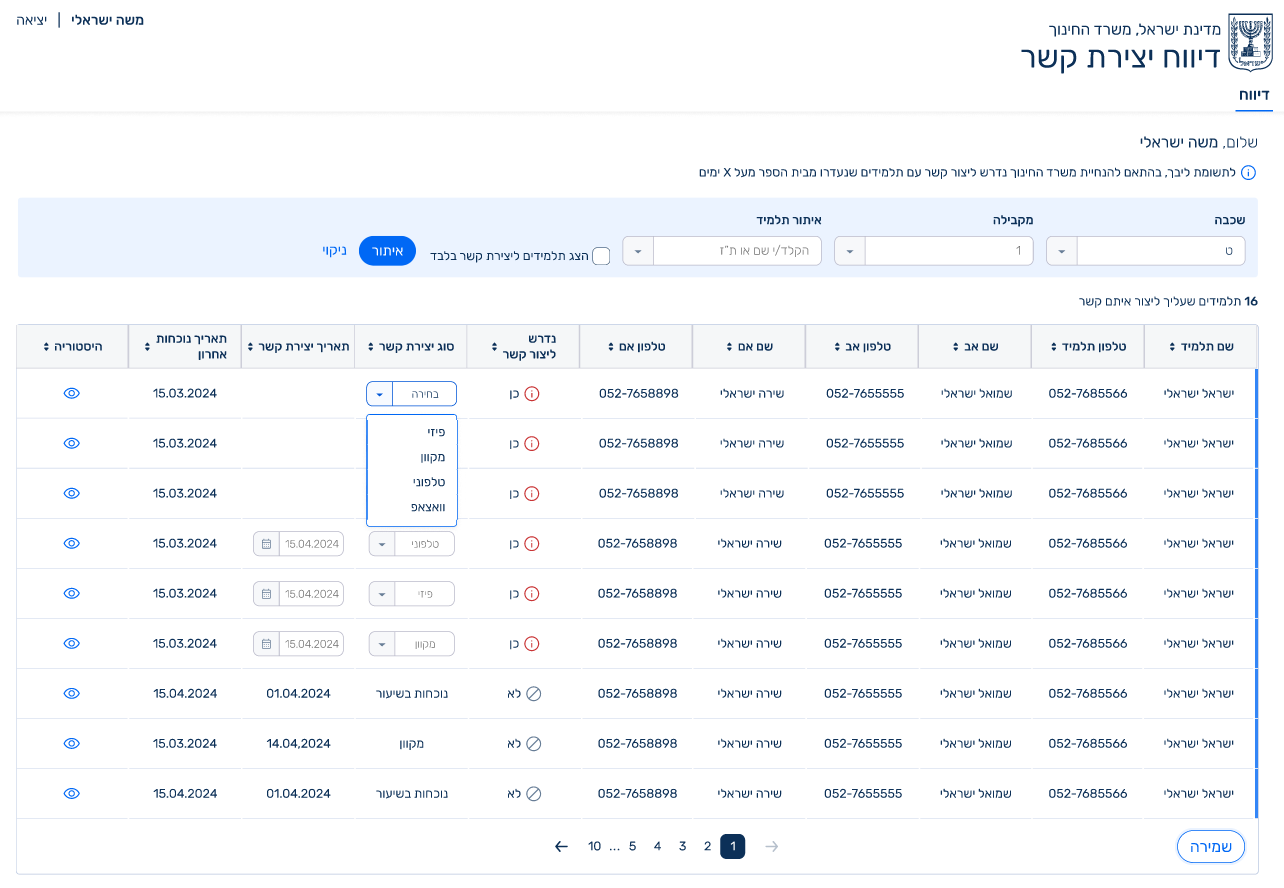 מדינת ישראל, משרד החינוך
דיווח יצירת קשר
משה ישראלי | יציאה
דיווח
שלום, משה ישראלי
לתשומת ליבך, בהתאם להנחיית משרד החינוך נדרש ליצור קשר עם תלמידים שנעדרו מבית הספר מעל X ימים
שכבה מקבילה איתור תלמיד
ט 1 הקלד/י שם או ת"ז הצג תלמידים ליצירת קשר בלבד איתור ניקוי
16 תלמידים שעליך ליצור איתם קשר
שם תלמיד טלפון תלמיד שם אב טלפון אב שם אם טלפון אם נדרש ליצור קשר סוג יצירת קשר תאריך יצירת קשר תאריך נוכחות אחרון היסטוריה
ישראל ישראלי 052-7685566 שמואל ישראלי 052-7655555 שירה ישראלי 052-7658898 כן בחירה 15.03.2024
פיזי
ישראל ישראלי 052-7685566 שמואל ישראלי 052-7655555 שירה ישראלי 052-7658898 כן 15.03.2024
מקוון
טלפוני
ישראל ישראלי 052-7685566 שמואל ישראלי 052-7655555 שירה ישראלי 052-7658898 כן 15.03.2024
וואצאפ
ישראל ישראלי 052-7685566 שמואל ישראלי 052-7655555 שירה ישראלי 052-7658898 כן טלפוני 15.04.2024 15.03.2024
ישראל ישראלי 052-7685566 שמואל ישראלי 052-7655555 שירה ישראלי 052-7658898 כן פיזי 15.04.2024 15.03.2024
ישראל ישראלי 052-7685566 שמואל ישראלי 052-7655555 שירה ישראלי 052-7658898 כן מקוון 15.04.2024 15.03.2024
ישראל ישראלי 052-7685566 שמואל ישראלי 052-7655555 שירה ישראלי 052-7658898 לא נוכחות בשיעור 01.04.2024 15.04.2024
ישראל ישראלי 052-7685566 שמואל ישראלי 052-7655555 שירה ישראלי 052-7658898 לא מקוון 14.04,2024 15.03.2024
ישראל ישראלי 052-7685566 שמואל ישראלי 052-7655555 שירה ישראלי 052-7658898 לא נוכחות בשיעור 01.04.2024 15.04.2024
שמירה 1 2 3 4 5 ... 10